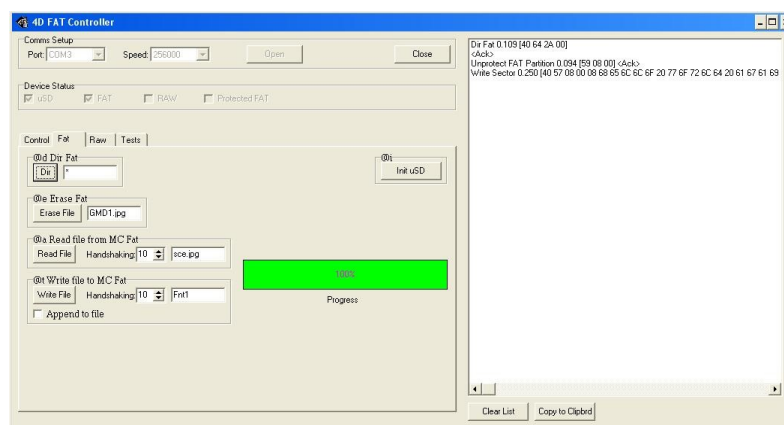 4D FAT Controller
Comms Setup
Port: COM3 Speed: 256000 Open Close
Device Status
uSD FAT RAW Protected FAT
Control Fat Raw Tests
@d Dir Fat
Dir *
@i
Init uSD
@e Erase Fat
Erase File GMD1.jpg
@a Read file from MC Fat
Read File Handshaking: 10 sce.jpg
@t Write file to MC Fat
Write File Handshaking: 10 Fnt1
Append to file
100%
Progress
Dir Fat 0.109 [40 64 2A 00]
<Ack>
Unprotect FAT Partition 0.094 [59 08 00] <Ack>
Write Sector 0.250 [40 57 08 00 08 68 65 6C 6C 6F 20 77 6F 72 6C 64 20 61 67 61 69
Clear List Copy to Clipbrd